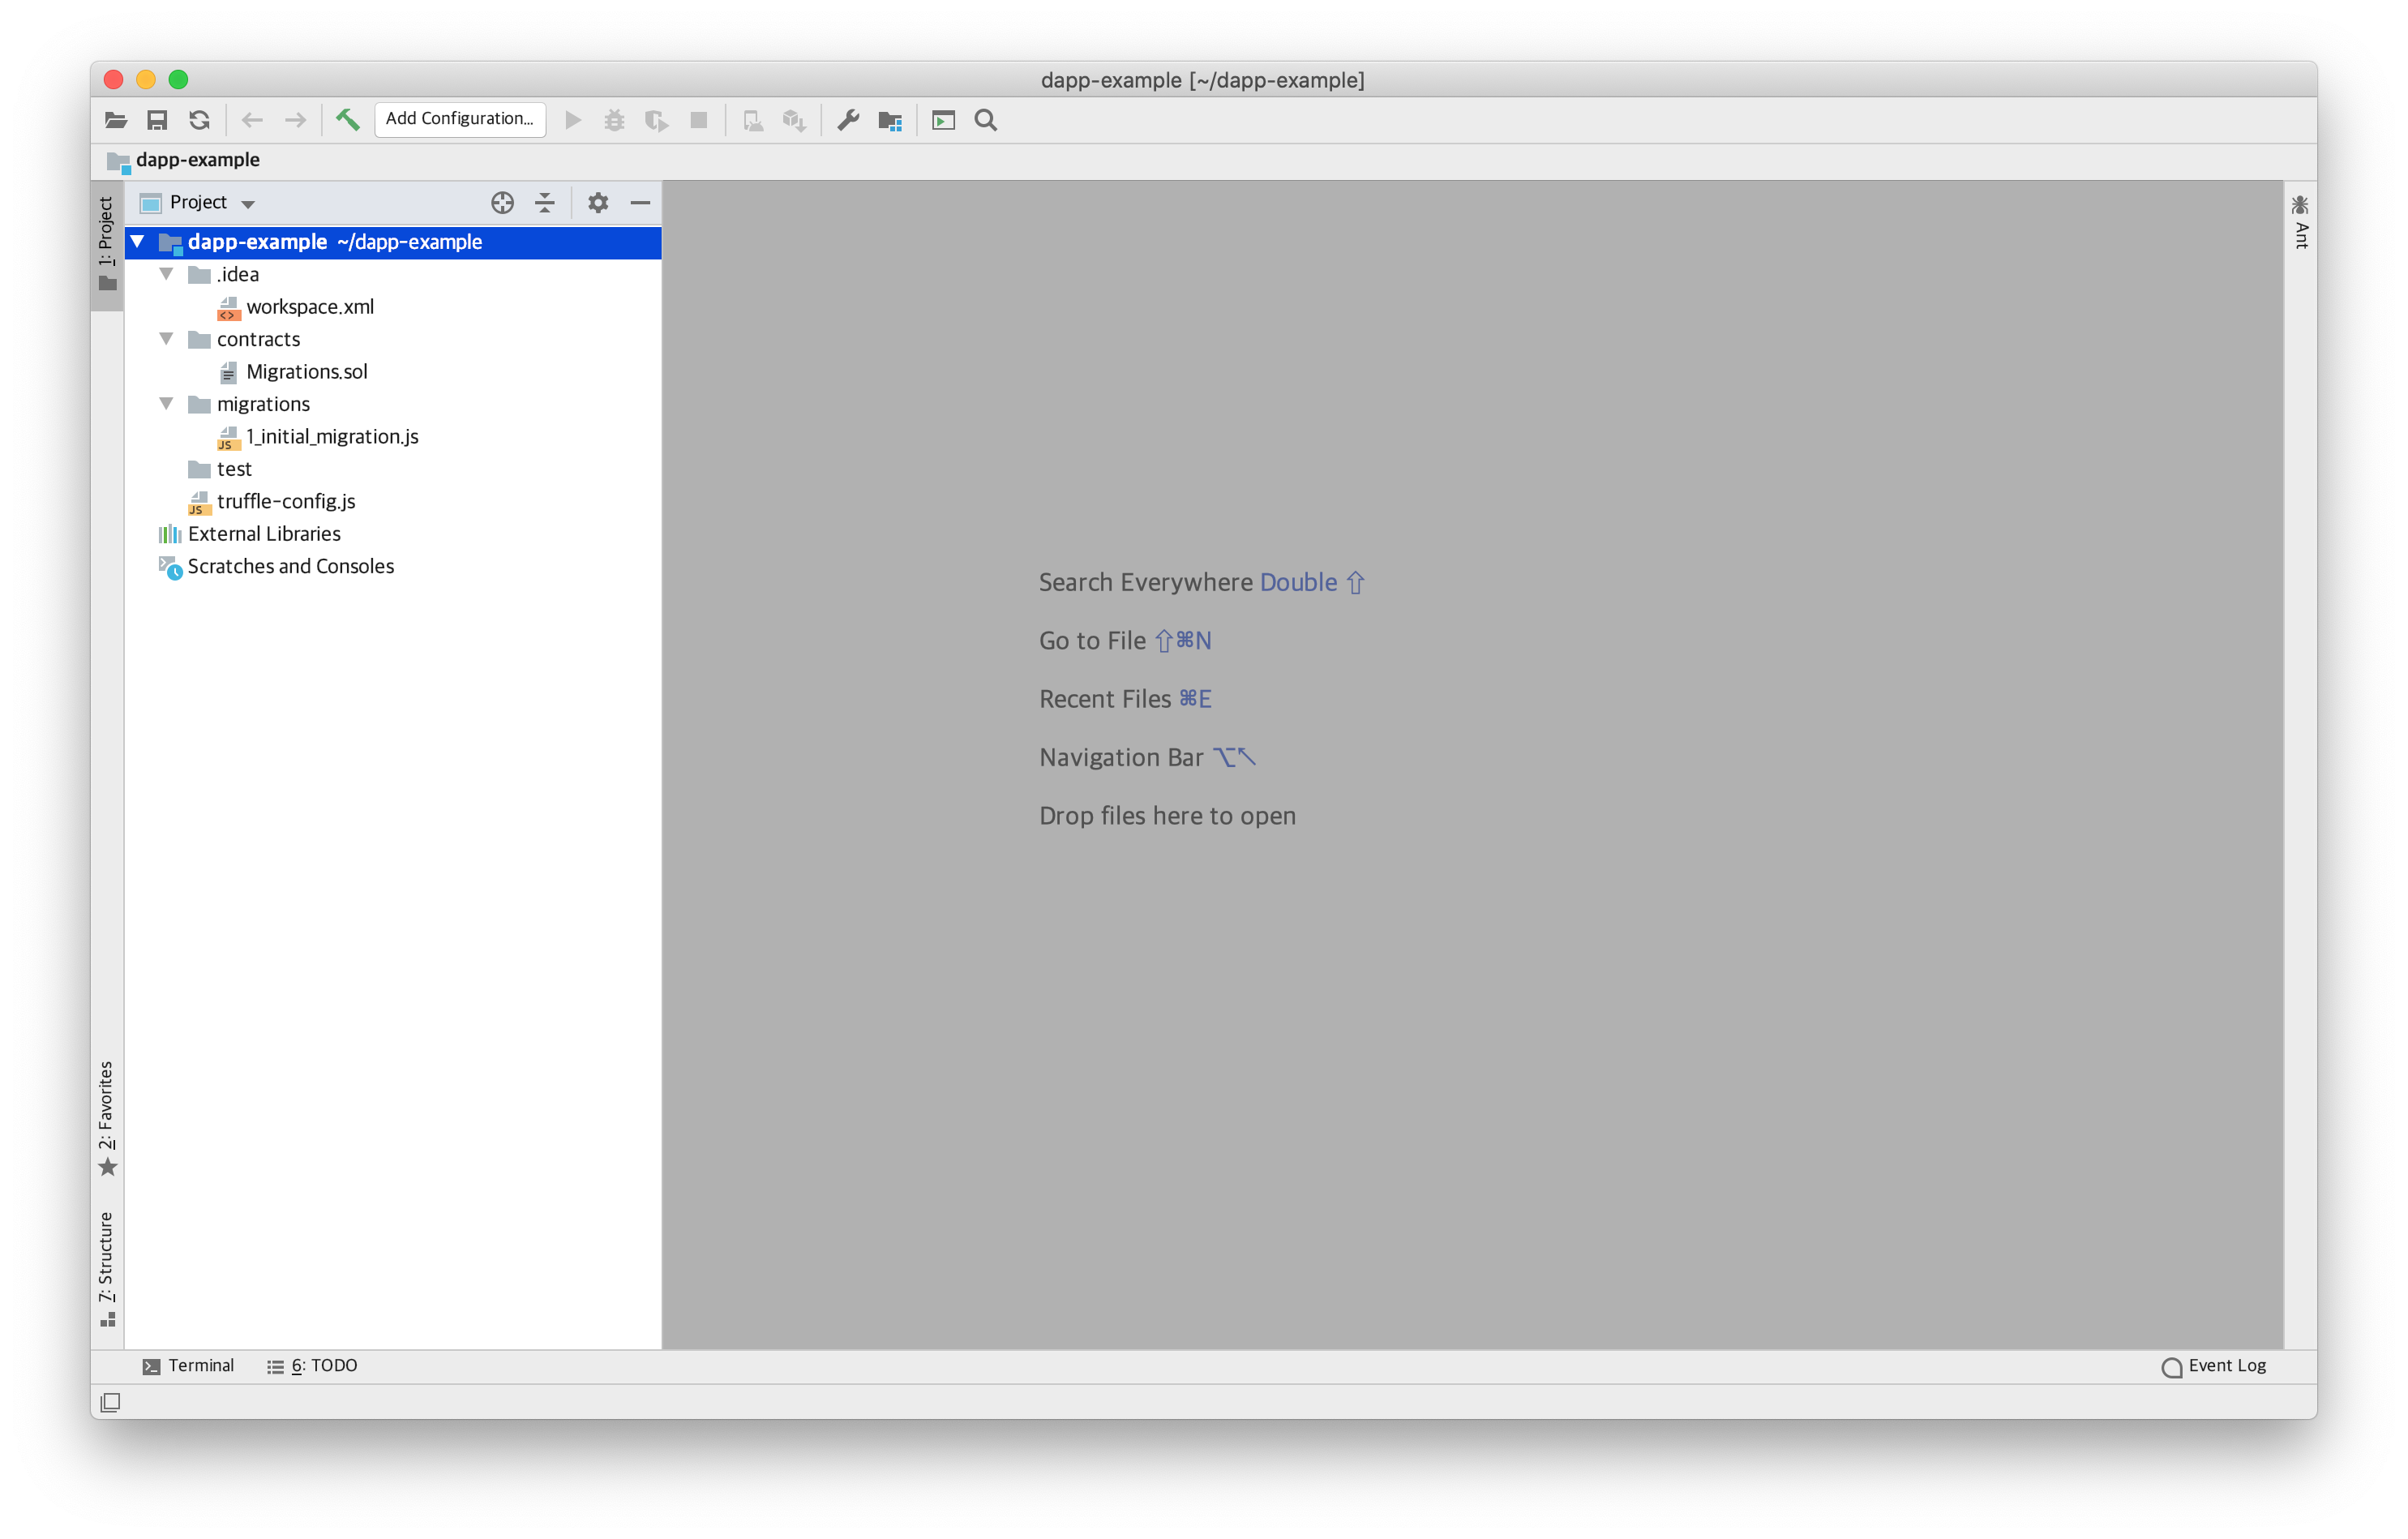 dapp-example [~/dapp-example]
Add Configuration...
dapp-example
1: Project
Project
dapp-example ~/dapp-example
.idea
workspace.xml
contracts
Migrations.sol
migrations
1_initial_migration.js
test
truffle-config.js
External Libraries
Scratches and Consoles
Search Everywhere Double ⇧
Go to File ⇧⌘N
Recent Files ⌘E
Navigation Bar ⌥↖
Drop files here to open
Ant
2: Favorites
7: Structure
Terminal
6: TODO
Event Log